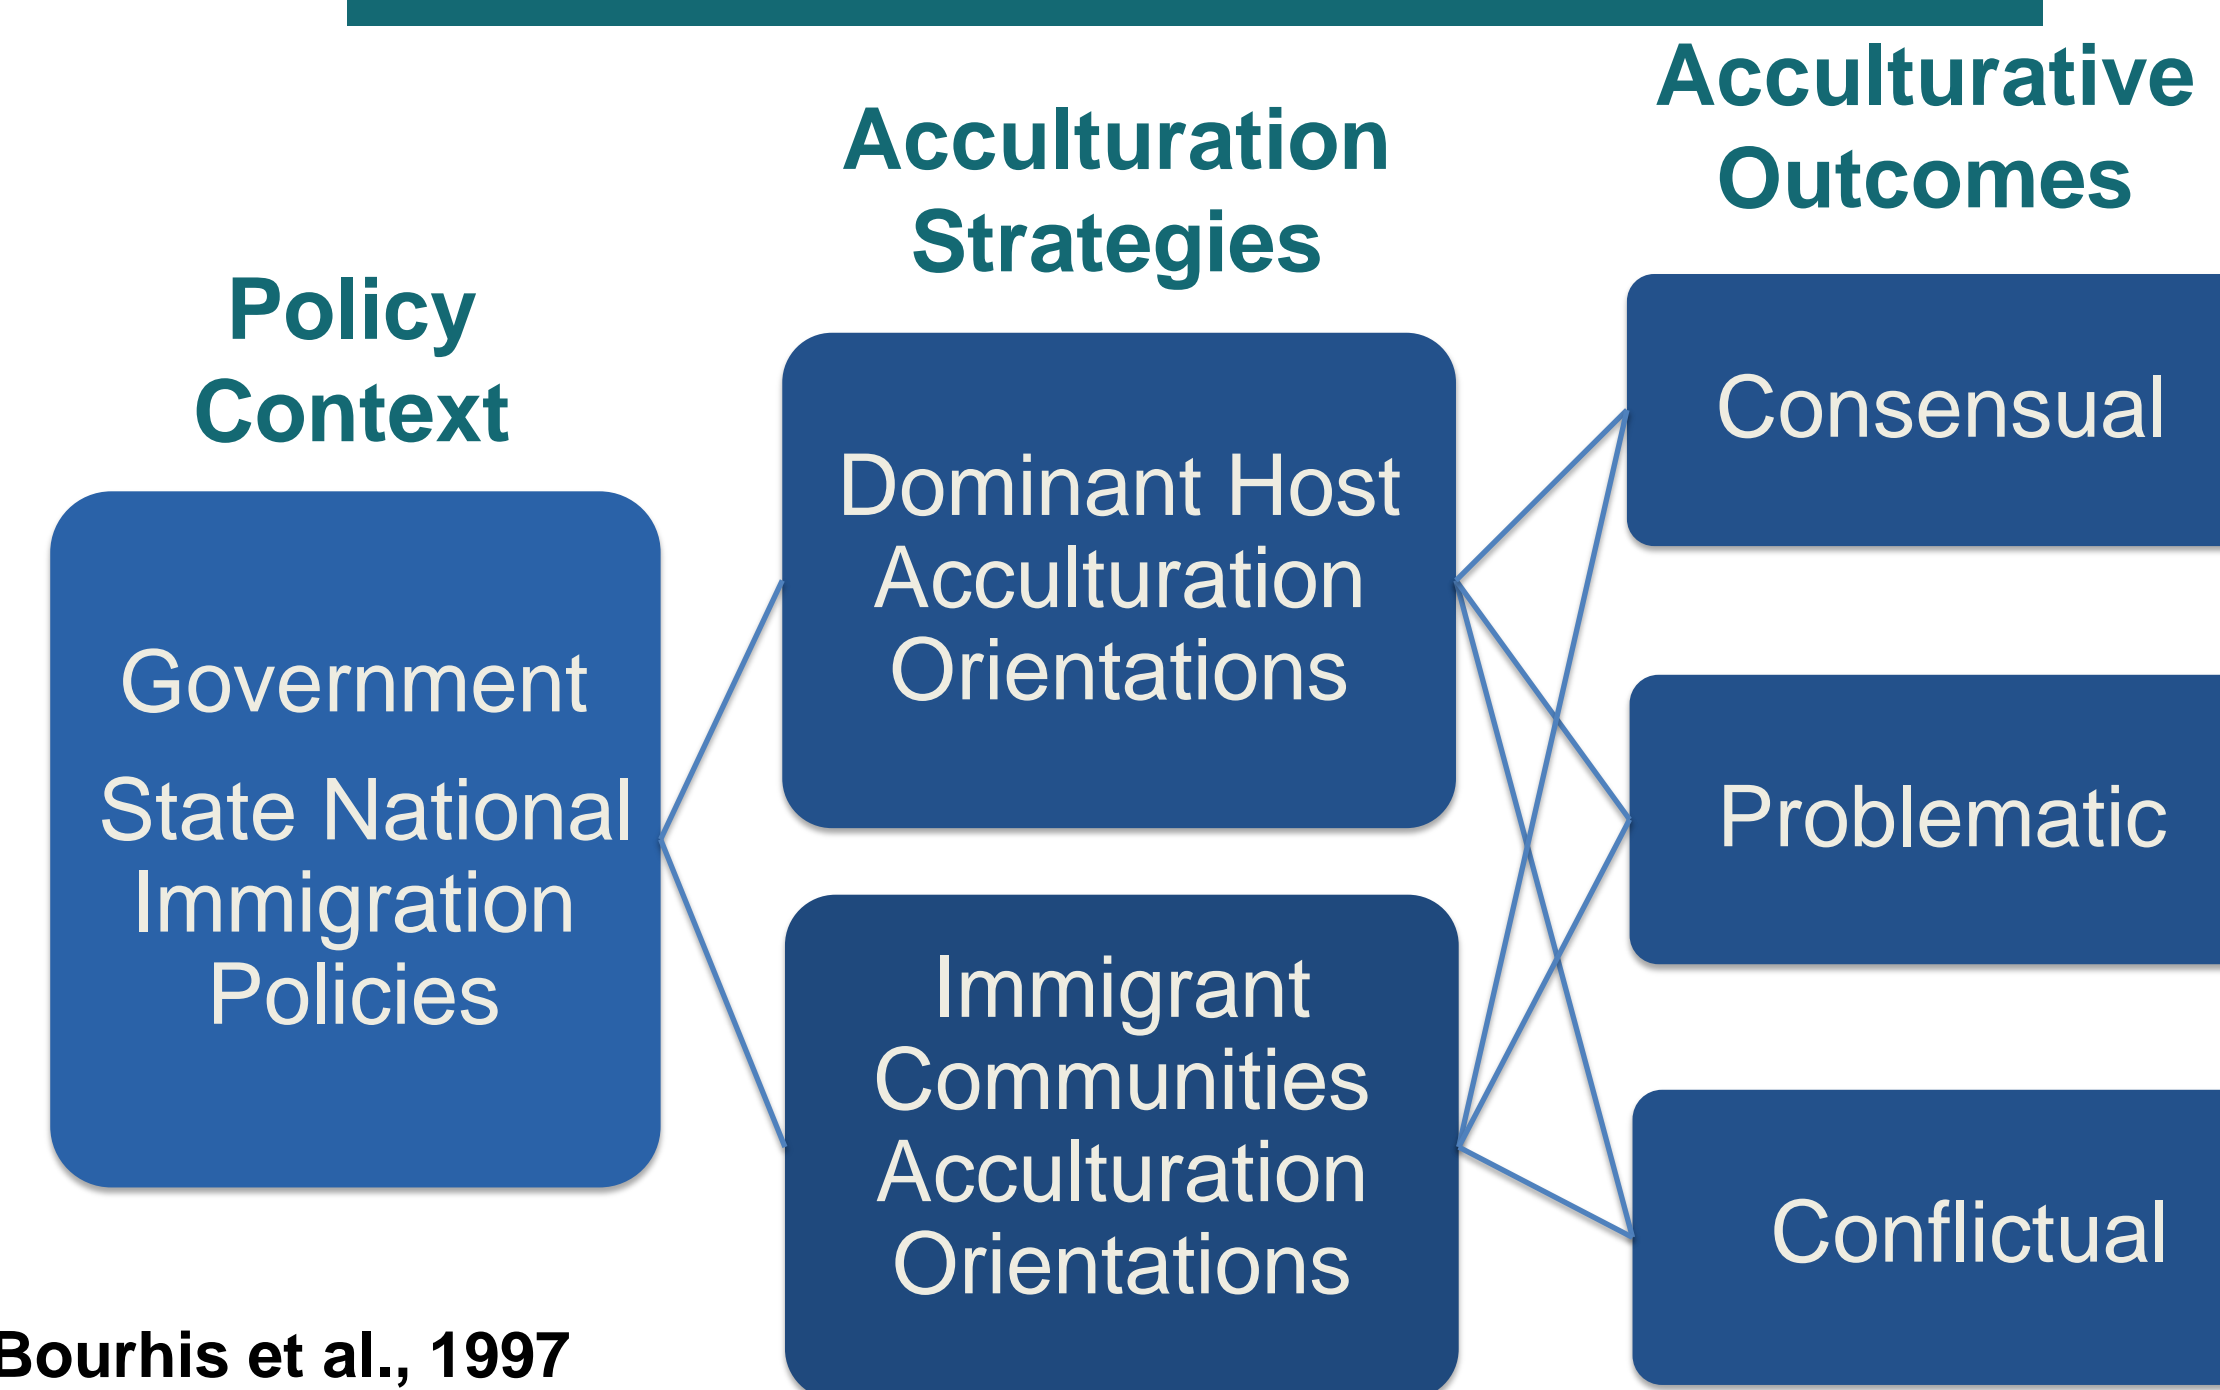 Policy
Context
Government
State National
Immigration
Policies
Acculturation
Strategies
Dominant Host
Acculturation
Orientations
Immigrant
Communities
Acculturation
Orientations
Acculturative
Outcomes
Consensual
Problematic
Conflictual
Bourhis et al., 1997